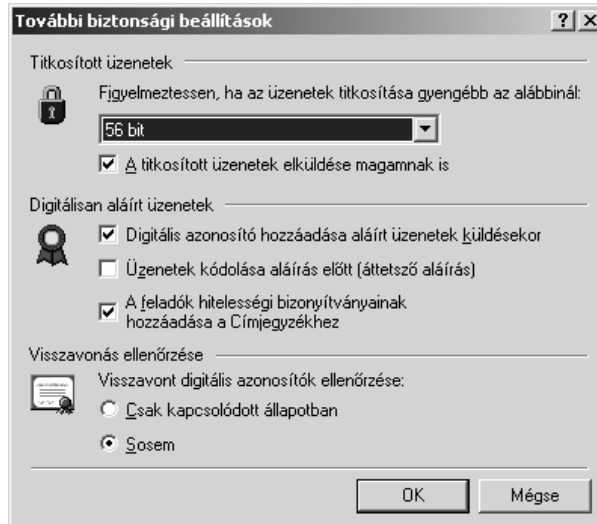 További biztonsági beállítások
Titkosított üzenetek
Figyelmeztessen, ha az üzenetek titkosítása gyengébb az alábbinál:
56 bit
A titkosított üzenetek elküldése magamnak is
Digitálisan aláírt üzenetek
Digitális azonosító hozzáadása aláírt üzenetek küldésekor
Üzenetek kódolása aláírás előtt (áttetsző aláírás)
A feladók hitelességi bizonyítványainak
hozzáadása a Címjegyzékhez
Visszavonás ellenőrzése
Visszavont digitális azonosítók ellenőrzése:
Csak kapcsolódott állapotban
Sosem
OK Mégse